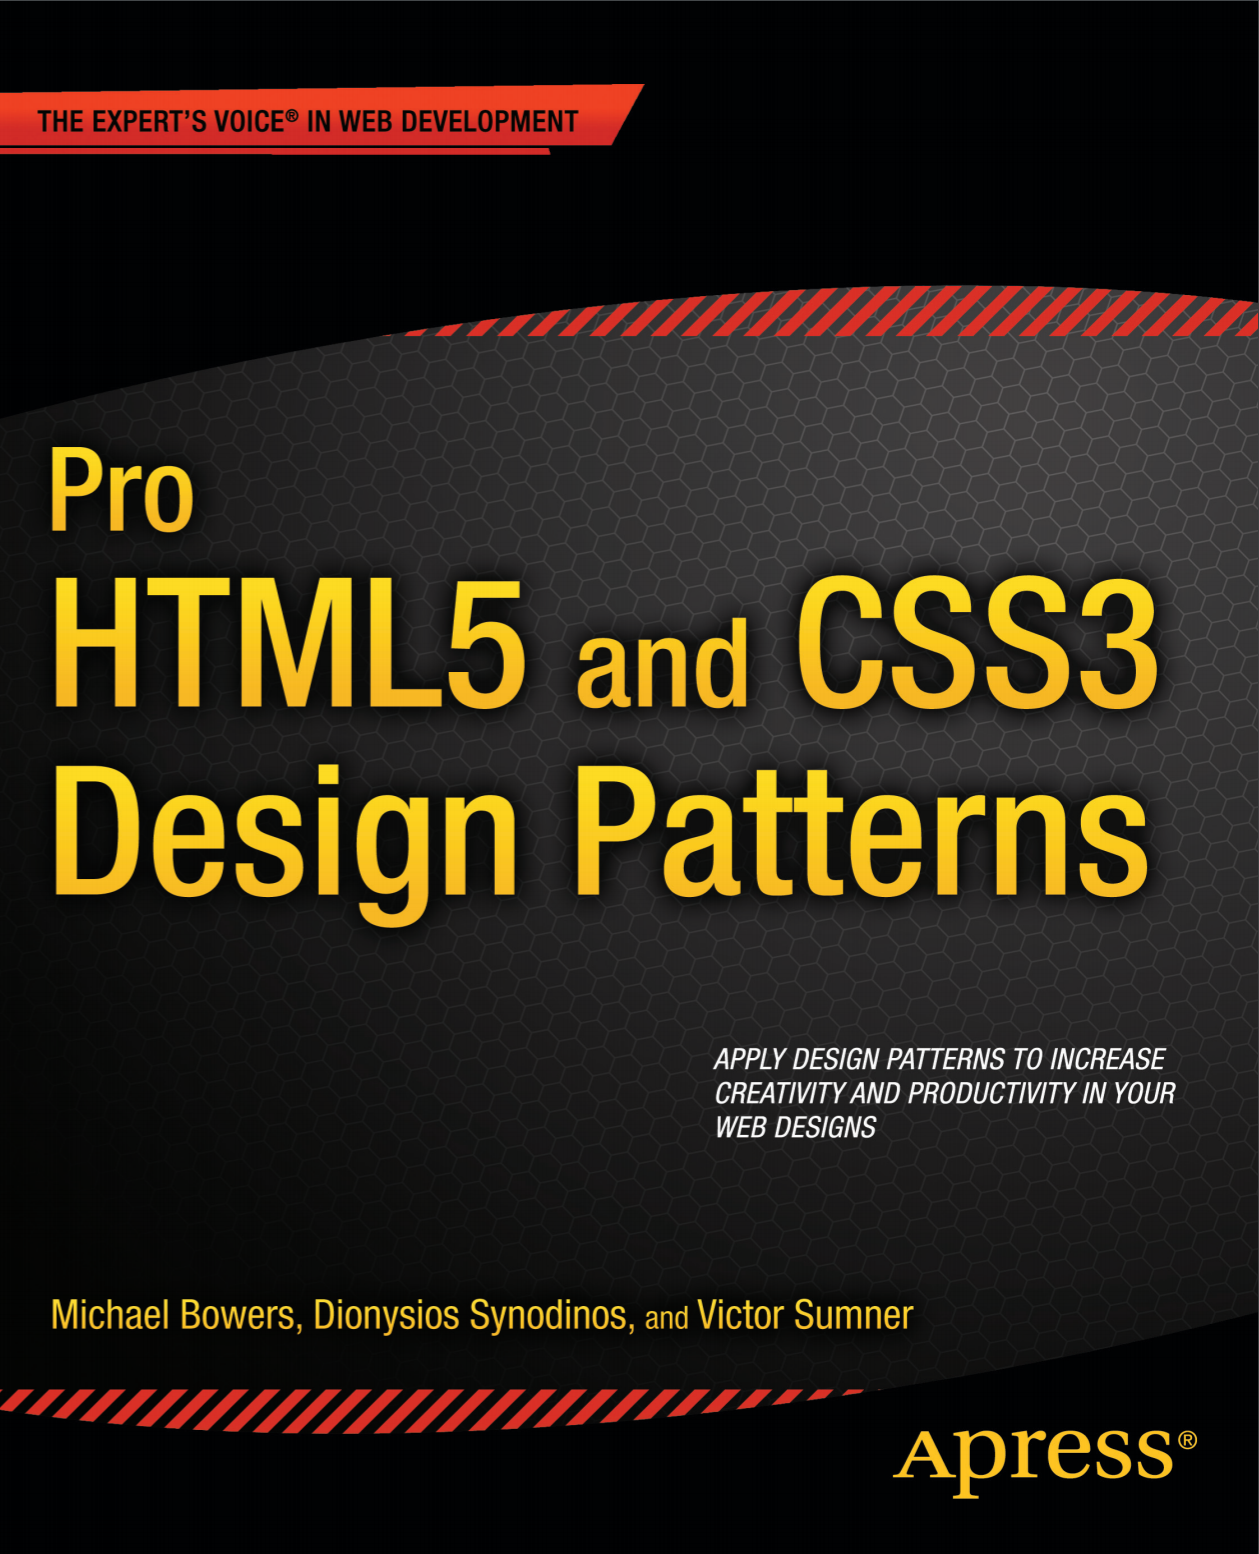 THE EXPERT'S VOICE® IN WEB DEVELOPMENT
Pro
HTML5 and CSS3
Design Patterns
APPLY DESIGN PATTERNS TO INCREASE
CREATIVITY AND PRODUCTIVITY IN YOUR
WEB DESIGNS
Michael Bowers, Dionysios Synodinos, and Victor Sumner
Apress®